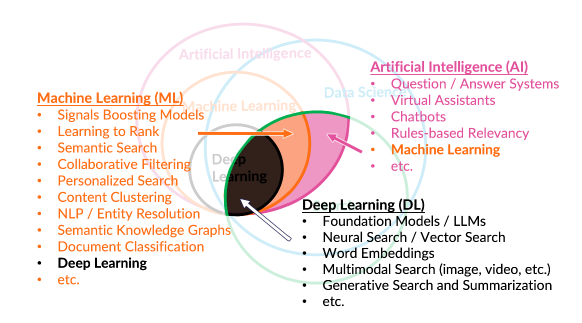 Artificial Intelligence
Data Science
Machine Learning
Deep
Learning
Artificial Intelligence (AI)
• Question / Answer Systems
• Virtual Assistants
• Chatbots
• Rules-based Relevancy
• Machine Learning
• etc.
Machine Learning (ML)
• Signals Boosting Models
• Learning to Rank
• Semantic Search
• Collaborative Filtering
• Personalized Search
• Content Clustering
• NLP / Entity Resolution
• Semantic Knowledge Graphs
• Document Classification
• Deep Learning
• etc.
Deep Learning (DL)
• Foundation Models / LLMs
• Neural Search / Vector Search
• Word Embeddings
• Multimodal Search (image, video, etc.)
• Generative Search and Summarization
• etc.